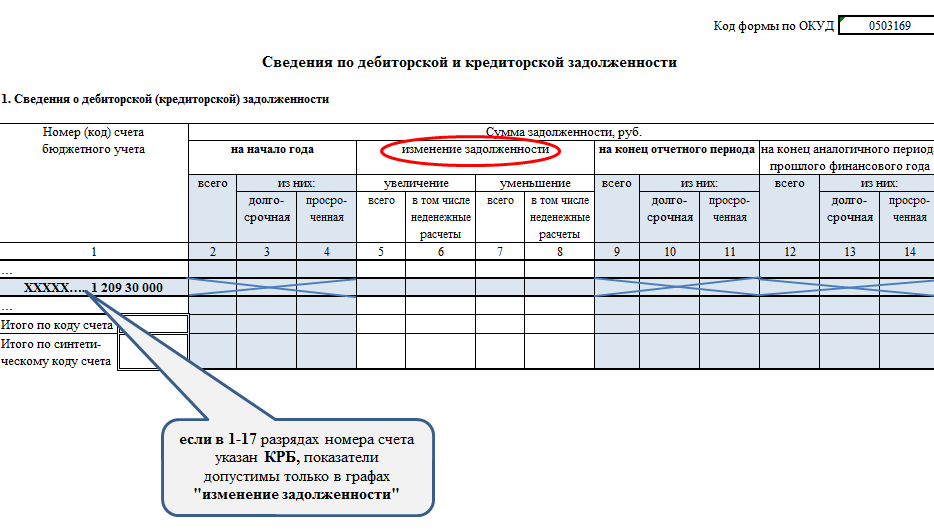 Код формы по ОКУД 0503169
Сведения по дебиторской и кредиторской задолженности
1. Сведения о дебиторской (кредиторской) задолженности
Номер (код) счета бюджетного учета
Сумма задолженности, руб.
на начало года
изменение задолженности
на конец отчетного периода
на конец аналогичного период
прошлого финансового года
всего
из них:
увеличение
уменьшение
всего
из них:
всего
из них:
долго-
срочная
просро-
ченная
всего
в том числе
неденежные
расчеты
всего
в том числе
неденежные
расчеты
долго-
срочная
просро-
ченная
долго-
срочная
просро-
ченная
1 2 3 4 5 6 7 8 9 10 11 12 13 14
...
XXXXX..... 1 209 30 000
...
Итого по коду счета
Итого по синтети-
ческому коду счета
если в 1-17 разрядах номера счета
указан КРБ, показатели
допустимы только в графах
"изменение задолженности"